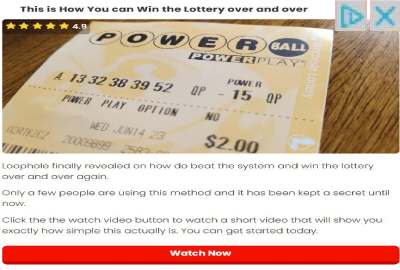 This is How You can Win the Lottery over and over
4.9
POWERBALL
POWERPLAY
A 13 32 38 39 52 QP - 15 QP
POWER
POWER PLAY OPTION NO
WED JUN14 23
$2.00
Loophole finally revealed on how do beat the system and win the lottery
over and over again.
Only a few people are using this method and it has been kept a secret until
now.
Click the the watch video button to watch a short video that will show you
exactly how simple this actually is. You can get started today.
Watch Now